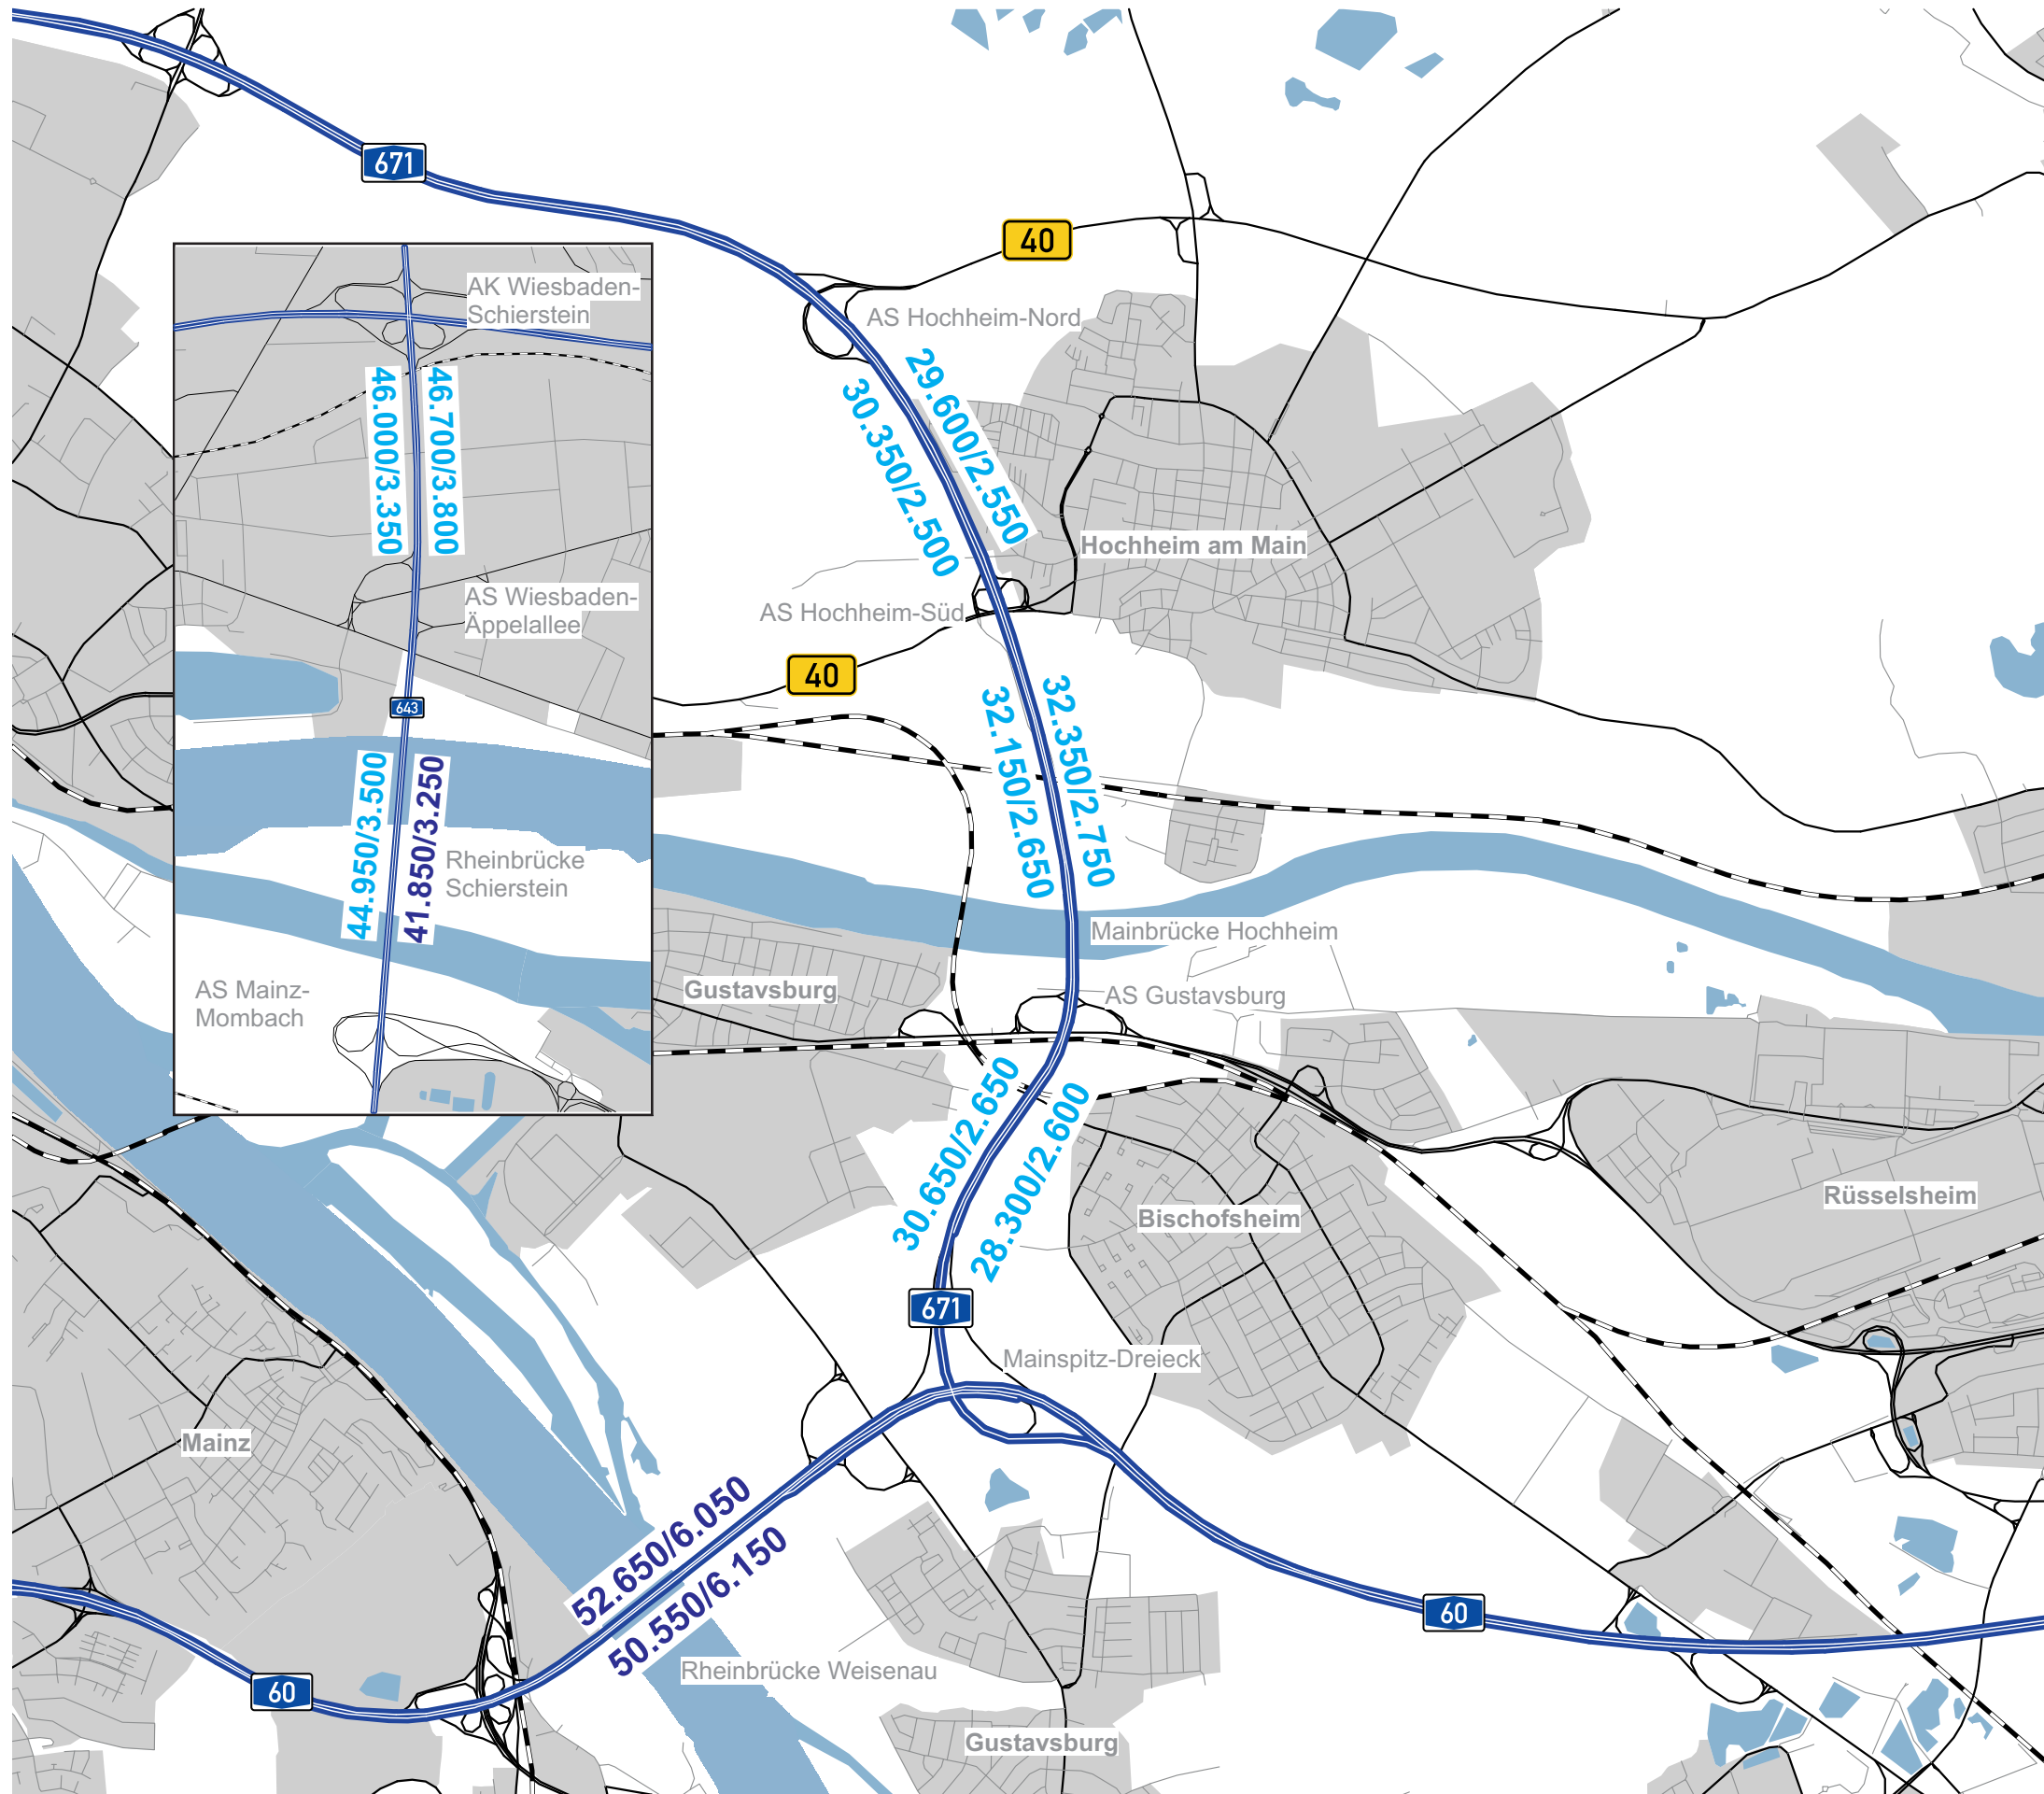 671
40
AS Hochheim-Nord
AK Wiesbaden-
Schierstein
46.000/3.350
46.700/3.800
29.600/2.550
30.350/2.500
Hochheim am Main
AS Wiesbaden-
Äppelallee
AS Hochheim-Süd
40
643
32.150/2.650
32.350/2.750
44.950/3.500
41.850/3.250
Rheinbrücke
Schierstein
Mainbrücke Hochheim
AS Mainz-
Mombach
Gustavsburg
AS Gustavsburg
30.650/2.650
28.300/2.600
Bischofsheim
Rüsselsheim
671
Mainspitz-Dreieck
Mainz
52.650/6.050
50.550/6.150
60
Rheinbrücke Weisenau
60
Gustavsburg